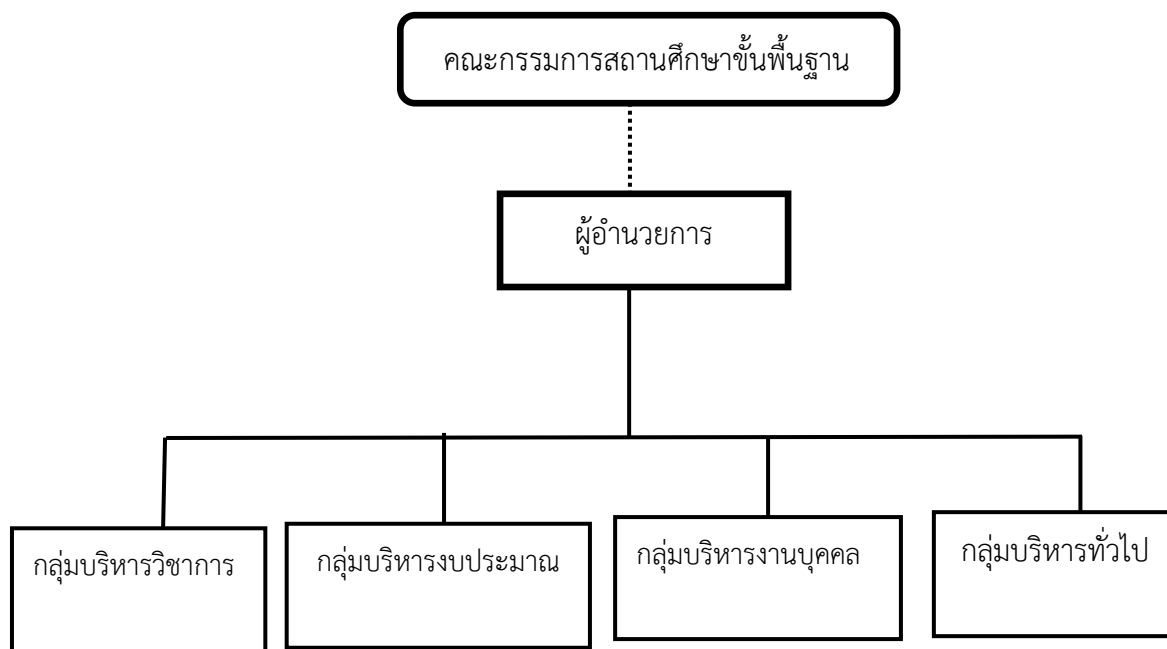 คณะกรรมการสถานศึกษาขั้นพื้นฐาน
ผู้อำนวยการ
กลุ่มบริหารวิชาการ
กลุ่มบริหารงบประมาณ
กลุ่มบริหารงานบุคคล
กลุ่มบริหารทั่วไป